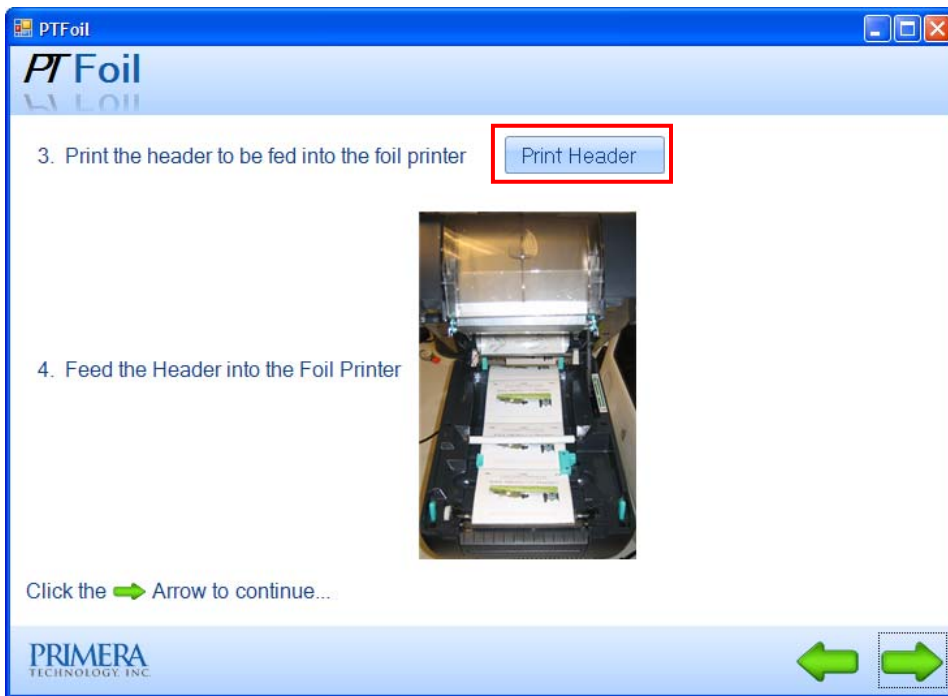 PTFoil
PT Foil
3. Print the header to be fed into the foil printer
Print Header
4. Feed the Header into the Foil Printer
Click the Arrow to continue...
PRIMERA
TECHNOLOGY, INC